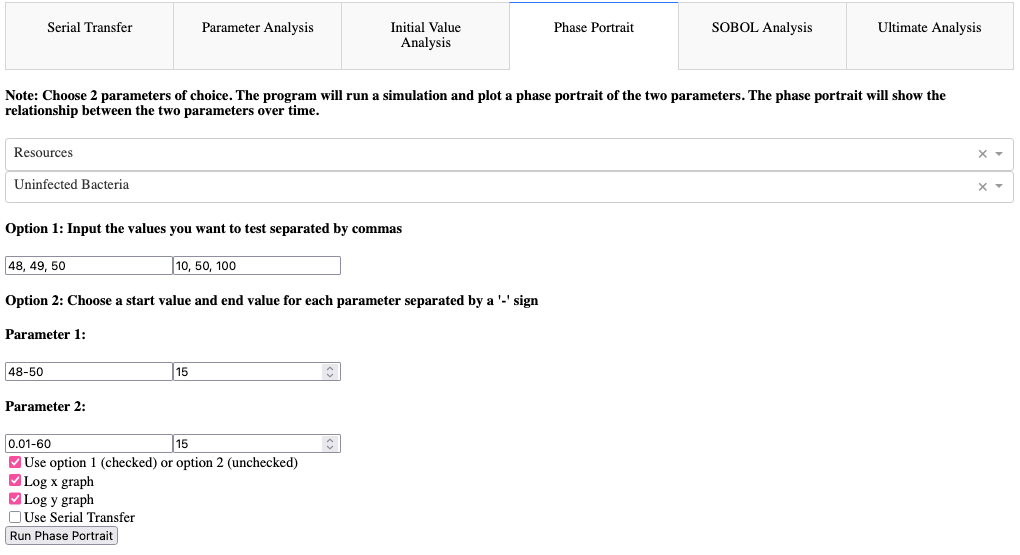 Serial Transfer
Parameter Analysis
Initial Value
Analysis
Phase Portrait
SOBOL Analysis
Ultimate Analysis
Note: Choose 2 parameters of choice. The program will run a simulation and plot a phase portrait of the two parameters. The phase portrait will show the
relationship between the two parameters over time.
Resources
Uninfected Bacteria
Option 1: Input the values you want to test separated by commas
48, 49, 50 10, 50, 100
Option 2: Choose a start value and end value for each parameter separated by a '-' sign
Parameter 1:
48-50 15
Parameter 2:
0.01-60 15
Use option 1 (checked) or option 2 (unchecked)
Log x graph
Log y graph
Use Serial Transfer
Run Phase Portrait